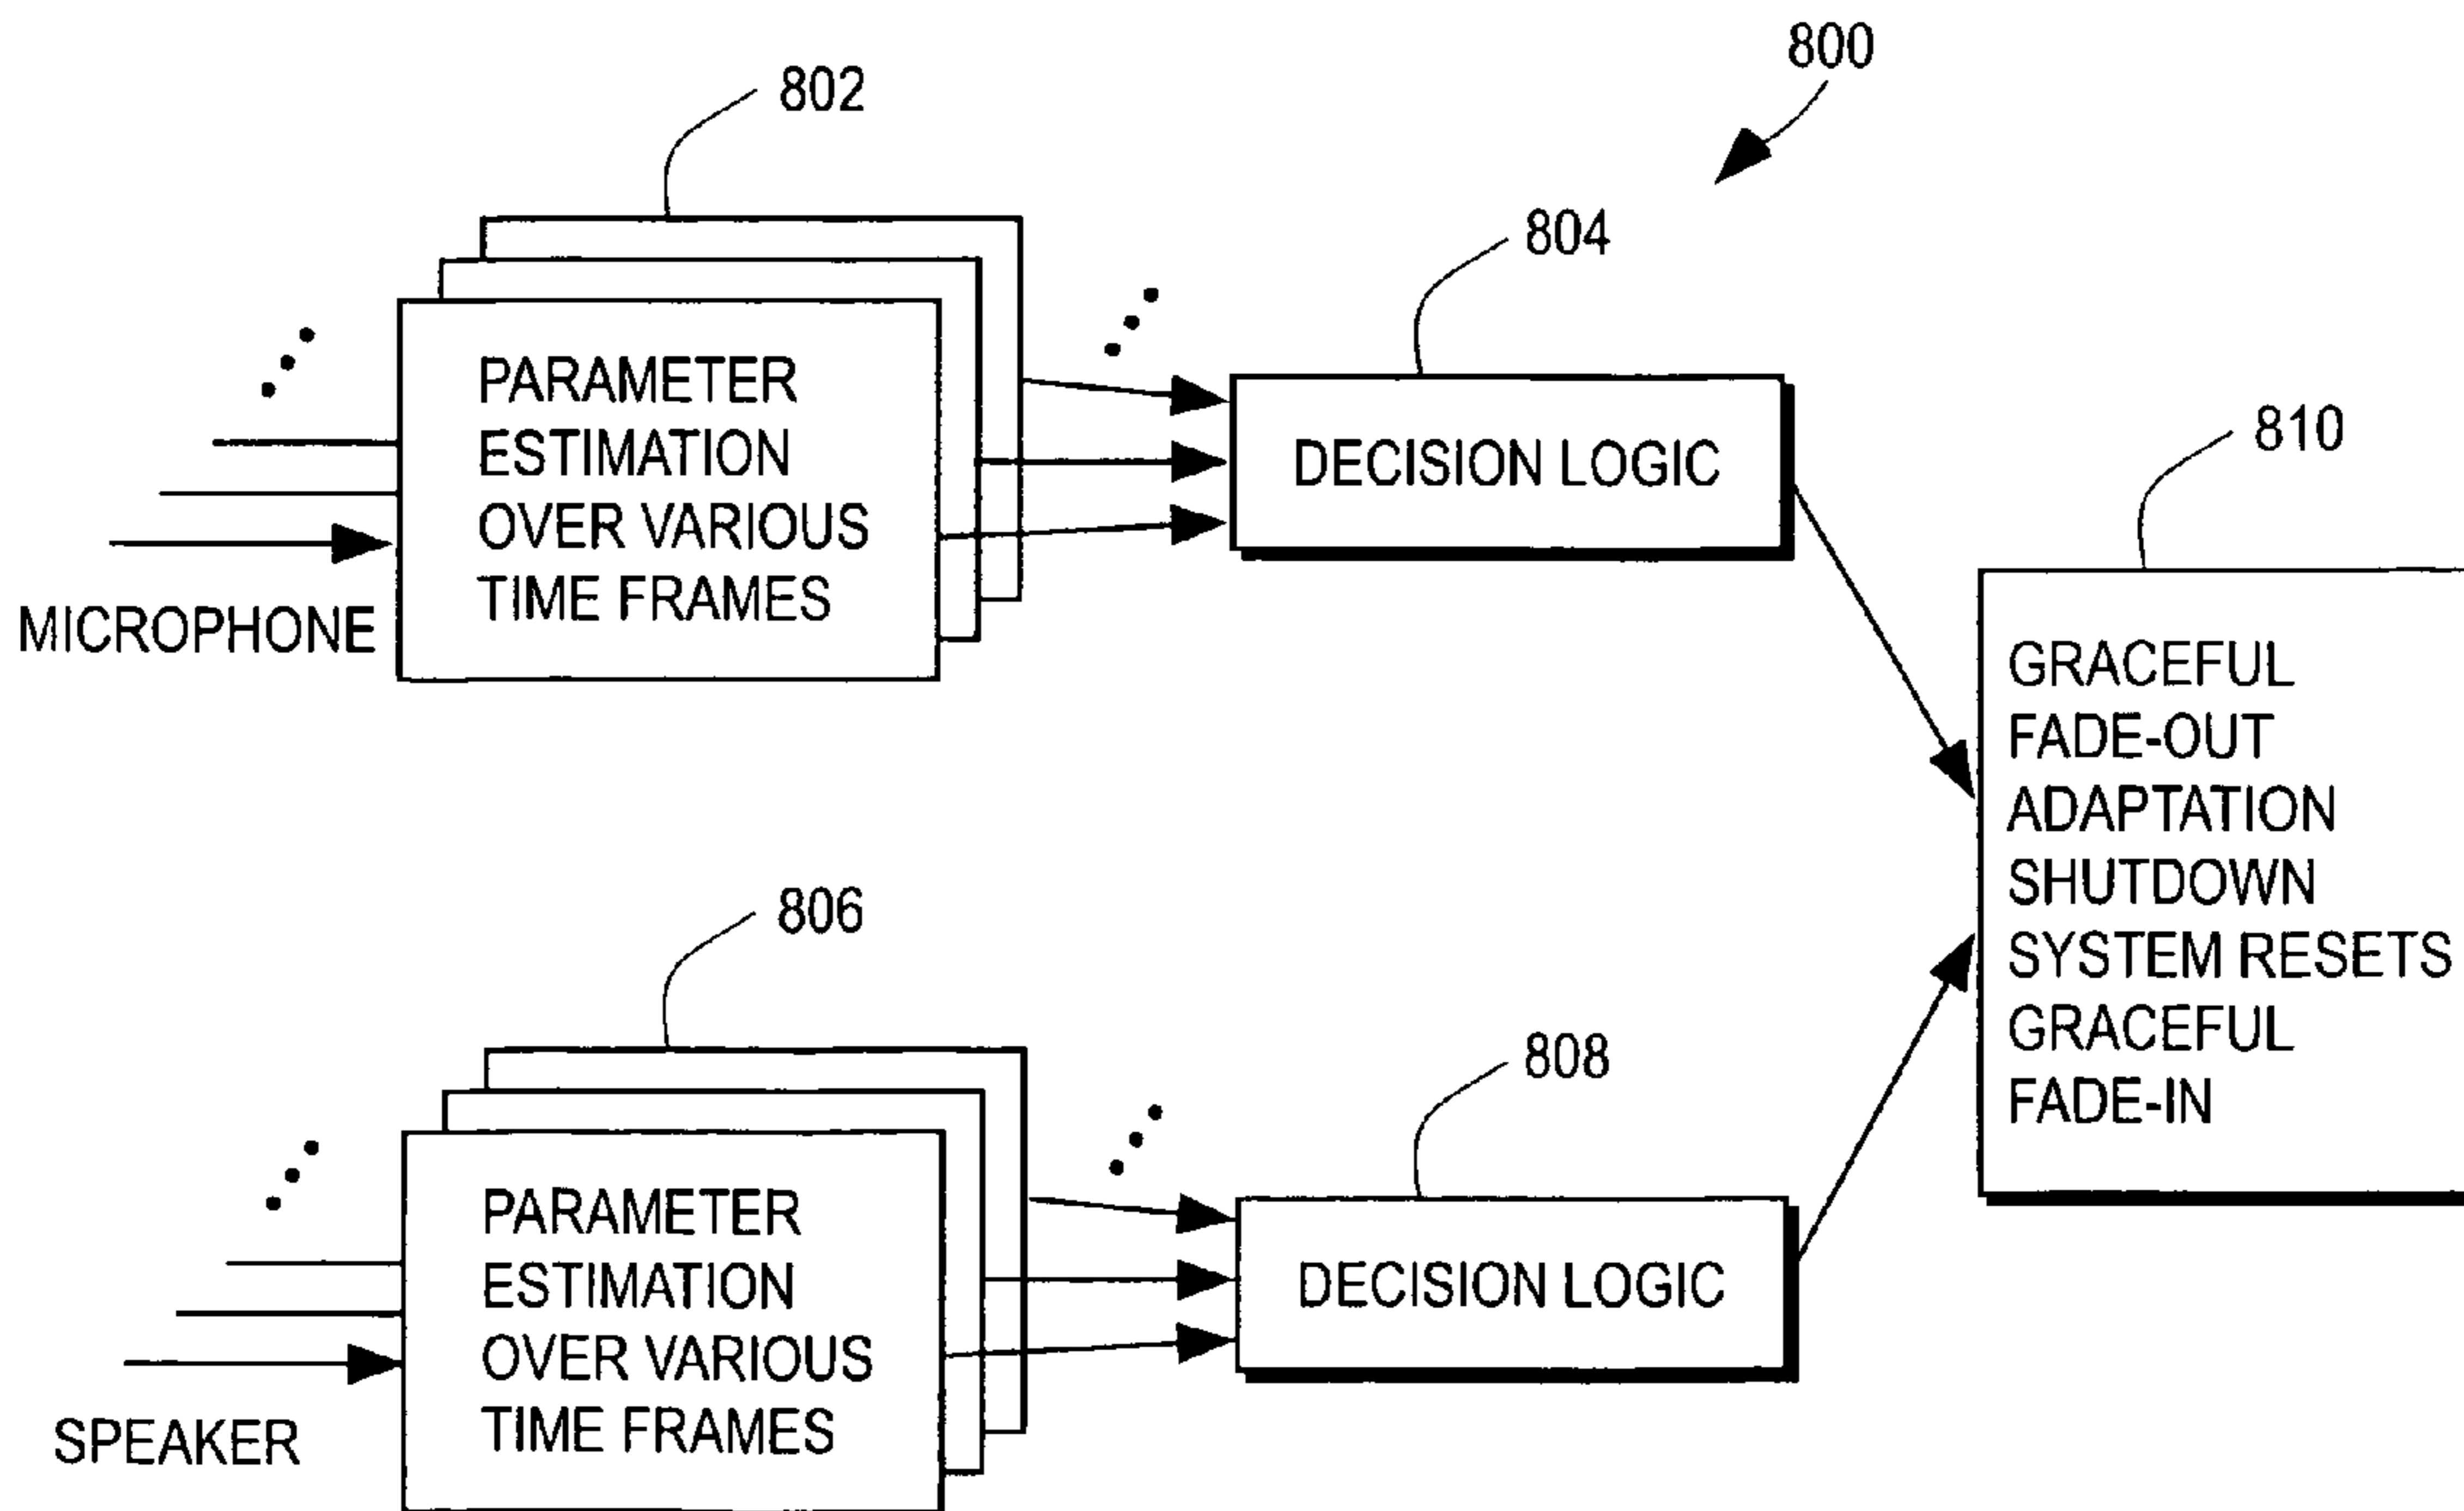 800
802
804
PARAMETER
ESTIMATION
OVER VARIOUS
TIME FRAMES
MICROPHONE
DECISION LOGIC
810
GRACEFUL
FADE-OUT
ADAPTATION
SHUTDOWN
SYSTEM RESETS
GRACEFUL
FADE-IN
806
808
PARAMETER
ESTIMATION
OVER VARIOUS
TIME FRAMES
SPEAKER
DECISION LOGIC